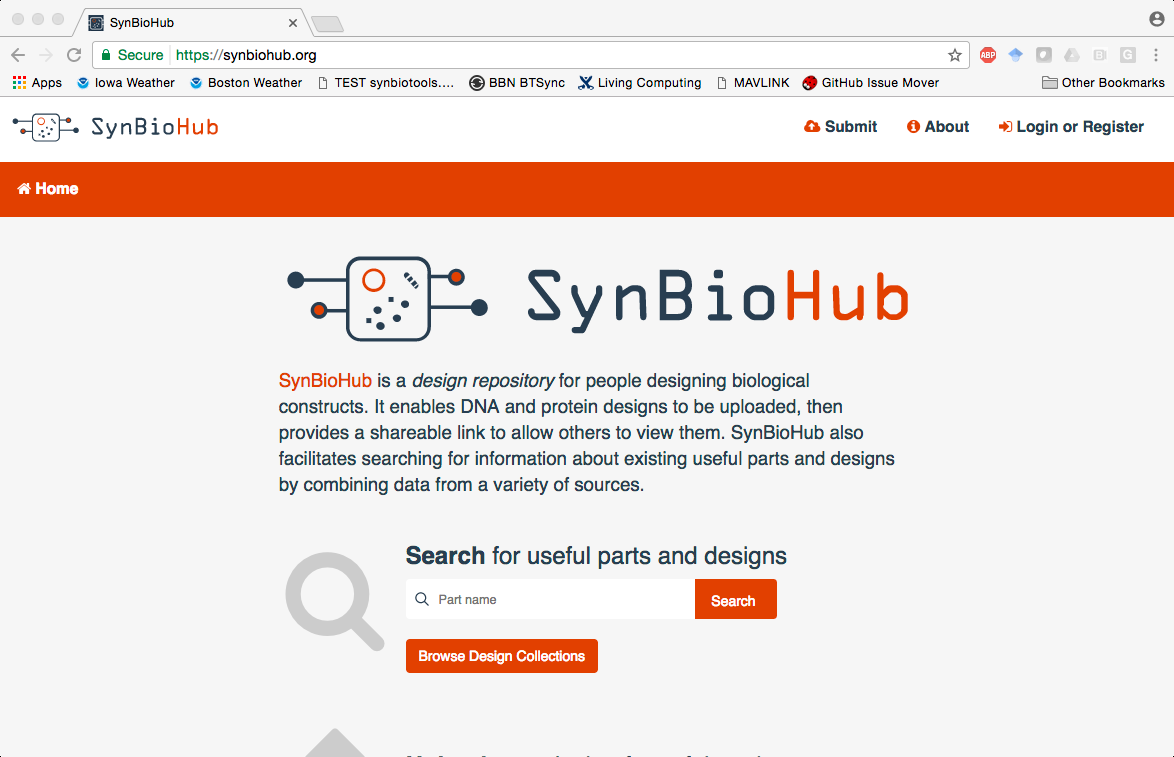 SynBioHub
Secure https://synbiohub.org
ABP
B
G
Apps Iowa Weather Boston Weather TEST synbiotools.... BBN BTSync Living Computing MAVLINK GitHub Issue Mover Other Bookmarks
SynBioHub Submit About Login or Register
Home
SynBioHub
SynBioHub is a design repository for people designing biological
constructs. It enables DNA and protein designs to be uploaded, then
provides a shareable link to allow others to view them. SynBioHub also
facilitates searching for information about existing useful parts and designs
by combining data from a variety of sources.
Search for useful parts and designs
Part name Search
Browse Design Collections